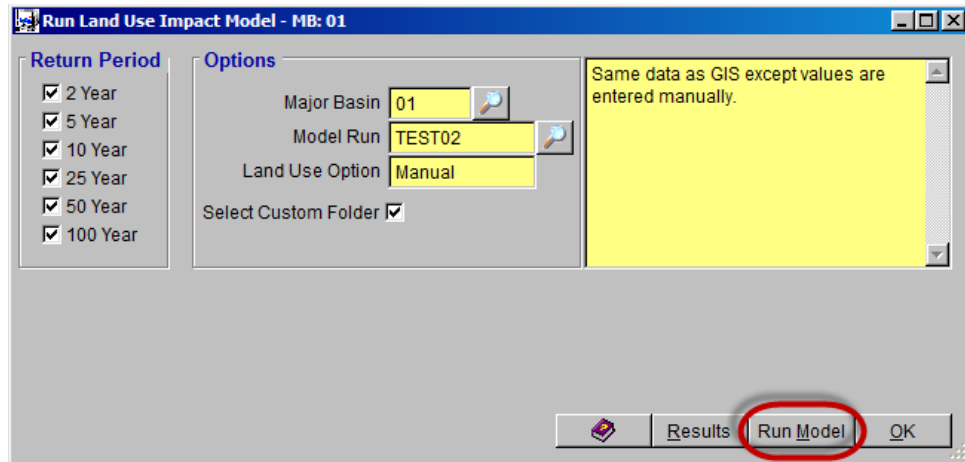 Run Land Use Impact Model - MB: 01
Return Period
2 Year
5 Year
10 Year
25 Year
50 Year
100 Year
Options
Major Basin 01
Model Run TEST02
Land Use Option Manual
Select Custom Folder
Same data as GIS except values are
entered manually.
Results Run Model OK